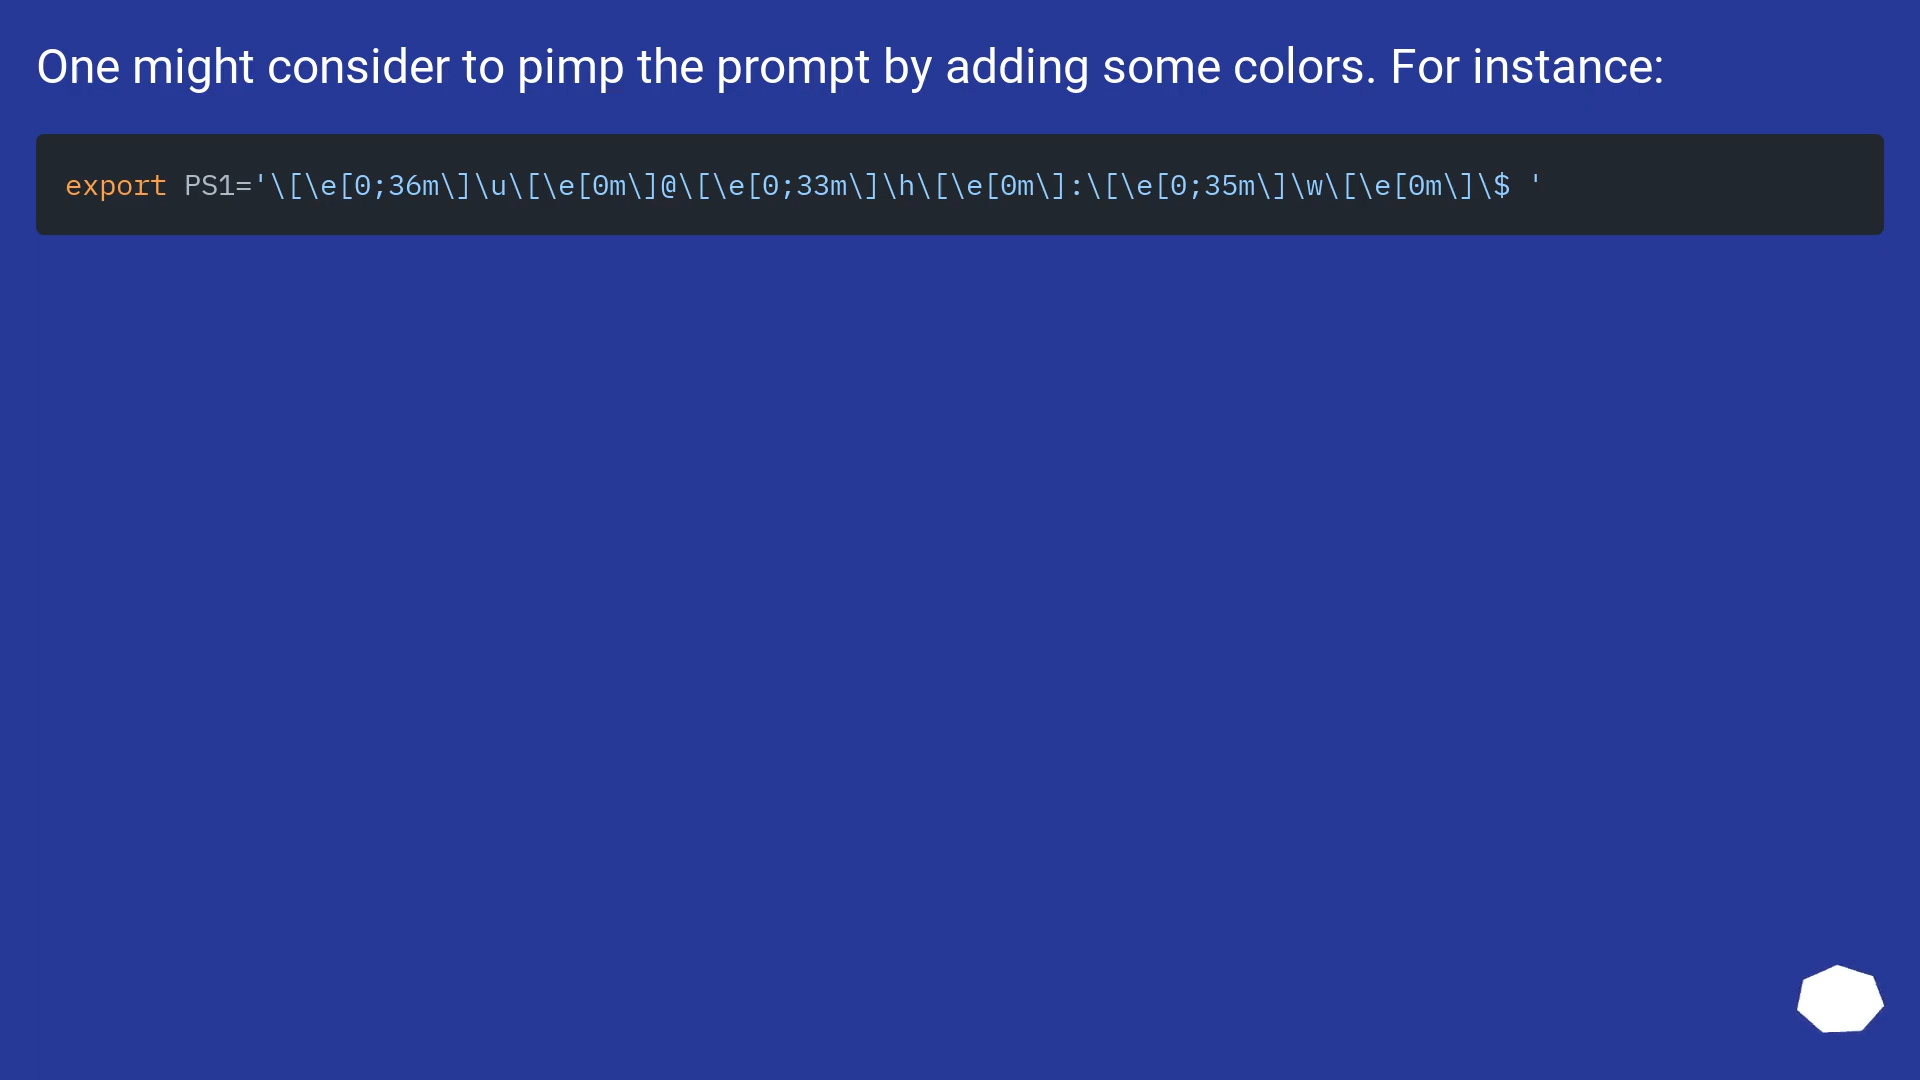 One might consider to pimp the prompt by adding some colors. For instance:
export PS1='\[\e[0;36m\]\u\[\e[0m\]@\[\e[0;33m\]\h\[\e[0m\]:\[\e[0;35m\]\w\[\e[0m\]\$ '